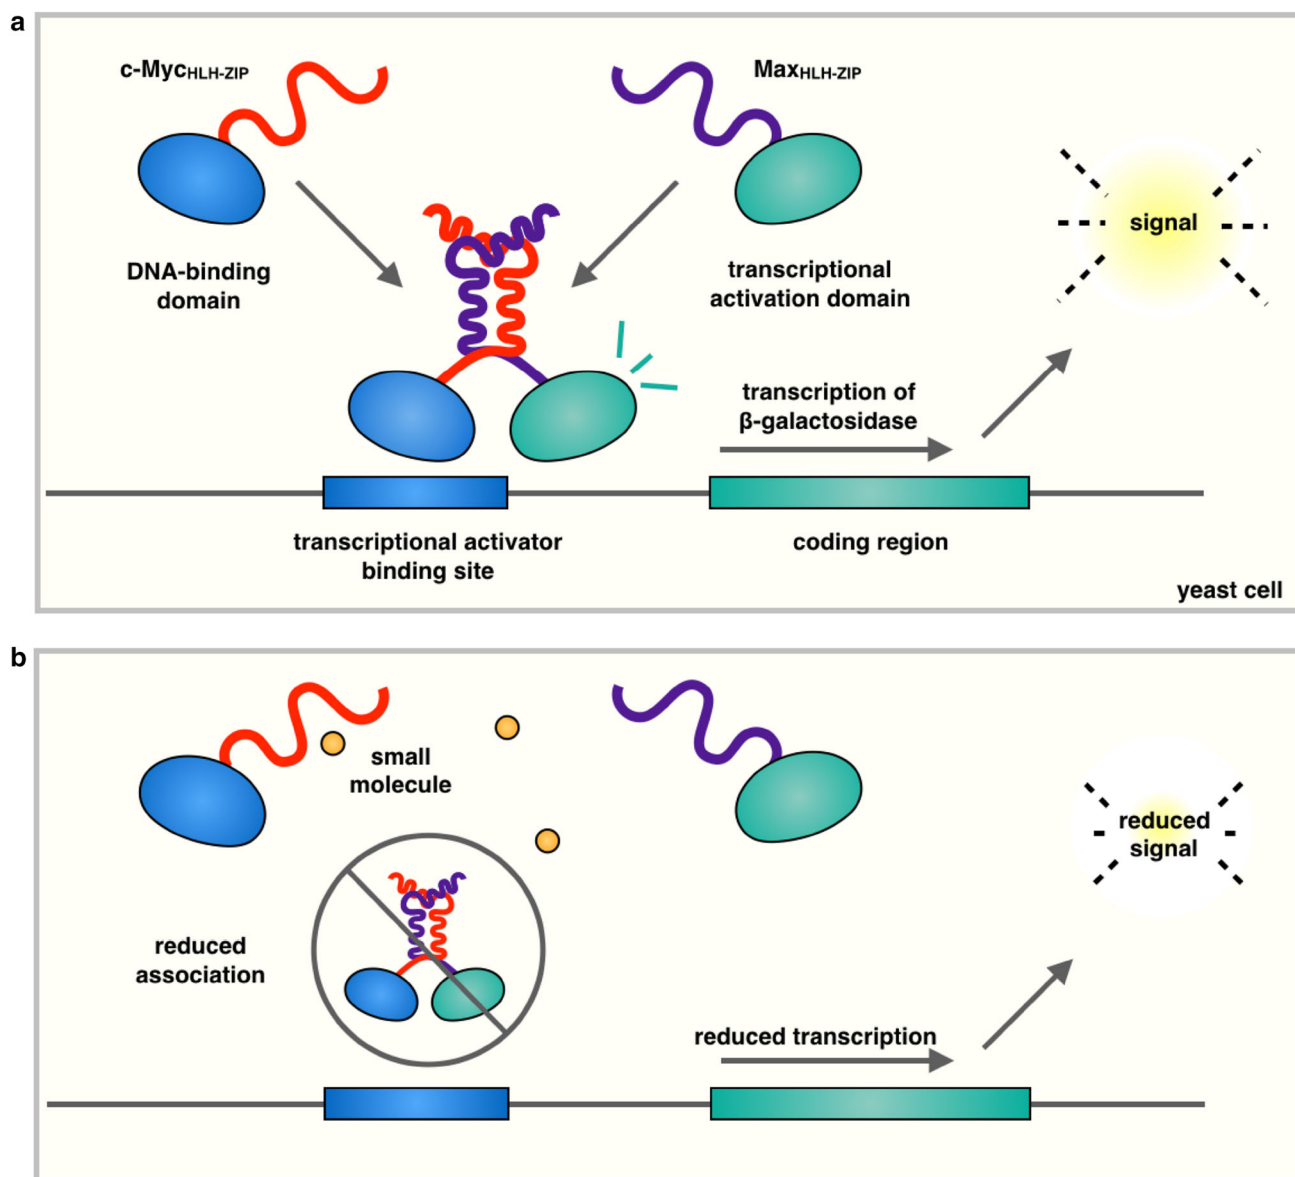 a
c-MycHLH-ZIP
MaxHLH-ZIP
signal
DNA-binding
domain
transcriptional
activation domain
transcription of
β-galactosidase
transcriptional activator
binding site
coding region
yeast cell
b
small
molecule
reduced
signal
reduced
association
reduced transcription